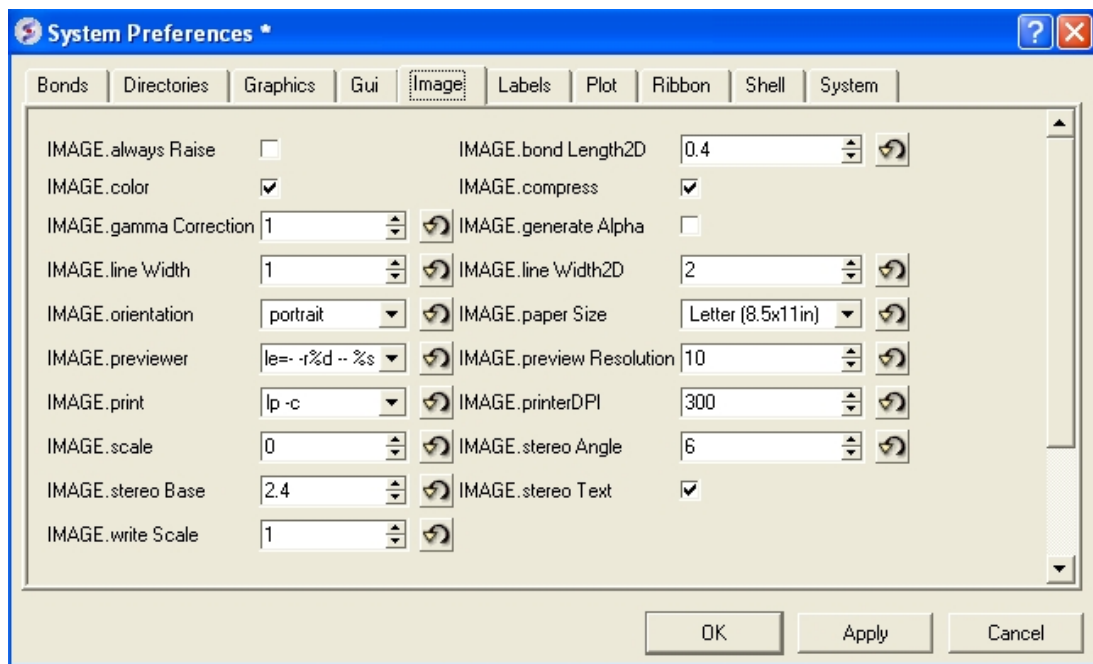 System Preferences *
Bonds Directories Graphics Gui Image Labels Plot Ribbon Shell System
IMAGE.always Raise IMAGE.bond Length2D 0.4
IMAGE.color IMAGE.compress
IMAGE.gamma Correction 1 IMAGE.generate Alpha
IMAGE.line Width 1 IMAGE.line Width2D 2
IMAGE.orientation portrait IMAGE.paper Size Letter (8.5x11in)
IMAGE.previewer le=- -r%d -- %s IMAGE.preview Resolution 10
IMAGE.print lp -c IMAGE.printerDPI 300
IMAGE.scale 0 IMAGE.stereo Angle 6
IMAGE.stereo Base 2.4 IMAGE.stereo Text
IMAGE.write Scale 1
OK Apply Cancel